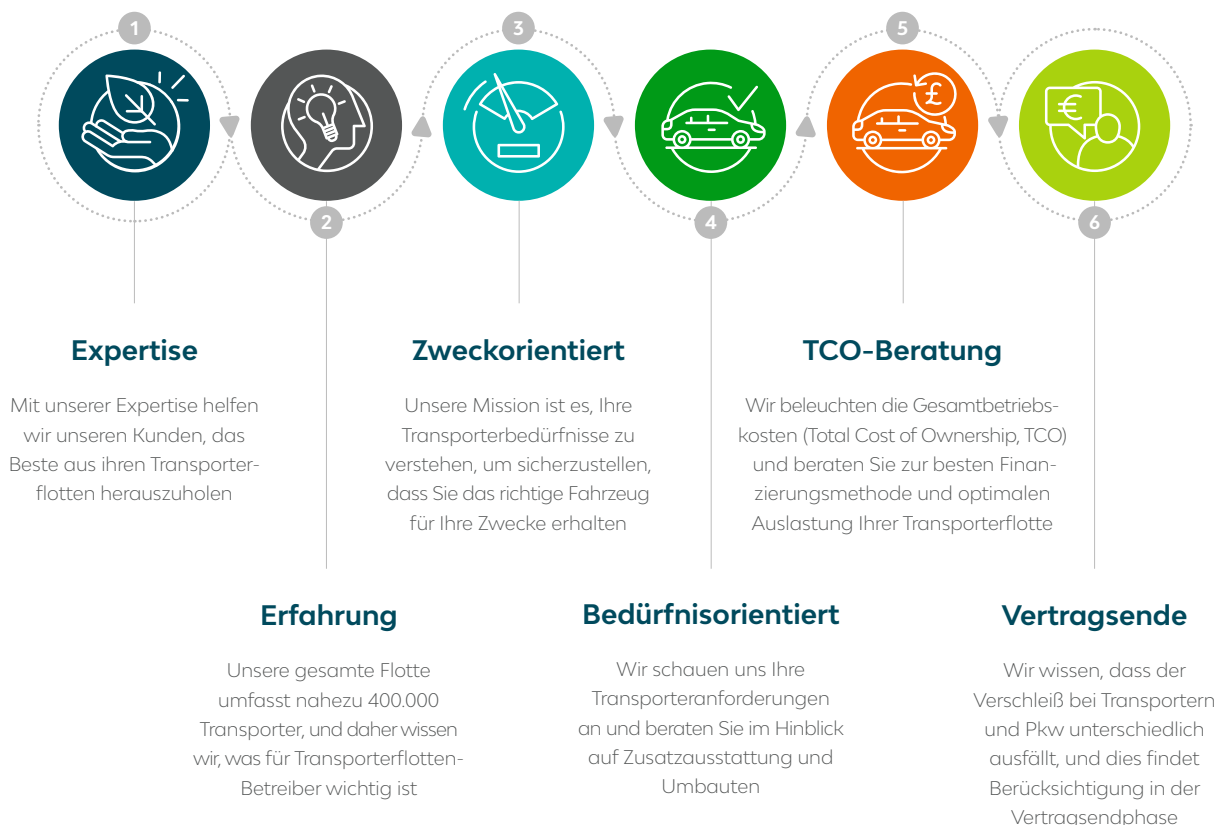 1
3
5
£
€
2
4
6
Expertise
Mit unserer Expertise helfen
wir unseren Kunden, das
Beste aus ihren Transporter-
flotten herauszuholen
Zweckorientiert
Unsere Mission ist es, Ihre
Transporterbedürfnisse zu
verstehen, um sicherzustellen,
dass Sie das richtige Fahrzeug
für Ihre Zwecke erhalten
TCO-Beratung
Wir beleuchten die Gesamtbetriebs-
kosten (Total Cost of Ownership, TCO)
und beraten Sie zur besten Finan-
zierungsmethode und optimalen
Auslastung Ihrer Transporterflotte
Erfahrung
Unsere gesamte Flotte
umfasst nahezu 400.000
Transporter, und daher wissen
wir, was für Transporterflotten-
Betreiber wichtig ist
Bedürfnisorientiert
Wir schauen uns Ihre
Transporteranforderungen
an und beraten Sie im Hinblick
auf Zusatzausstattung und
Umbauten
Vertragsende
Wir wissen, dass der
Verschleiß bei Transportern
und Pkw unterschiedlich
ausfällt, und dies findet
Berücksichtigung in der
Vertragsendphase